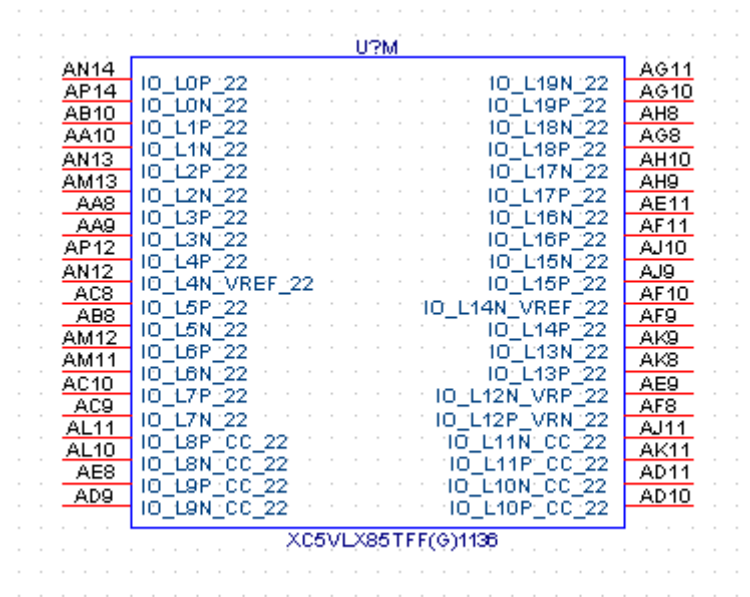 U?M
AN14 IO_L0P_22 IO_L19N_22 AG11
AP14 IO_L0N_22 IO_L19P_22 AG10
AB10 IO_L1P_22 IO_L18N_22 AH8
AA10 IO_L1N_22 IO_L18P_22 AG8
AN13 IO_L2P_22 IO_L17N_22 AH10
AM13 IO_L2N_22 IO_L17P_22 AH9
AA8 IO_L3P_22 IO_L16N_22 AE11
AA9 IO_L3N_22 IO_L16P_22 AF11
AP12 IO_L4P_22 IO_L15N_22 AJ10
AN12 IO_L4N_VREF_22 IO_L15P_22 AJ9
AC8 IO_L5P_22 IO_L14N_VREF_22 AF10
AB8 IO_L5N_22 IO_L14P_22 AF9
AM12 IO_L6P_22 IO_L13N_22 AK9
AM11 IO_L6N_22 IO_L13P_22 AK8
AC10 IO_L7P_22 IO_L12N_VRP_22 AE9
AC9 IO_L7N_22 IO_L12P_VRN_22 AF8
AL11 IO_L8P_CC_22 IO_L11N_CC_22 AJ11
AL10 IO_L8N_CC_22 IO_L11P_CC_22 AK11
AE8 IO_L9P_CC_22 IO_L10N_CC_22 AD11
AD9 IO_L9N_CC_22 IO_L10P_CC_22 AD10
XC5VLX85TFF(G)1136